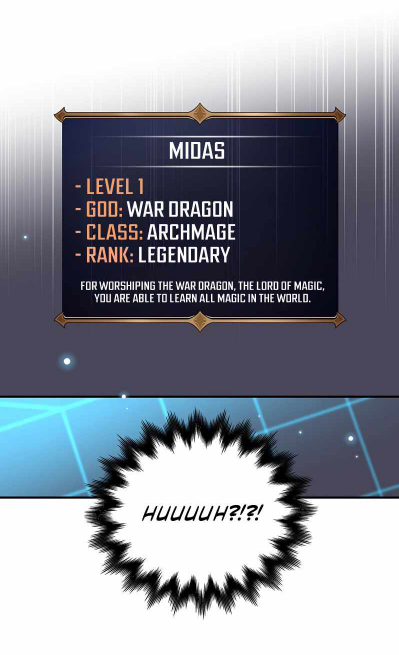 MIDAS
- LEVEL 1
- GOD: WAR DRAGON
- CLASS: ARCHMAGE
- RANK: LEGENDARY
FOR WORSHIPING THE WAR DRAGON, THE LORD OF MAGIC,
YOU ARE ABLE TO LEARN ALL MAGIC IN THE WORLD.
HUUUUH?!?!